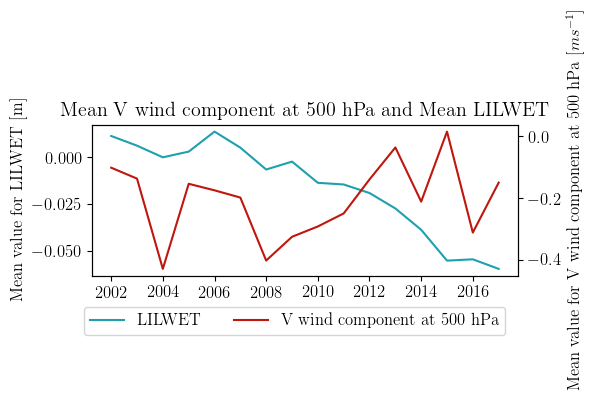 Mean V wind component at 500 hPa and Mean LILWET
Mean value for LILWET [m]
0.000
−0.025
−0.050
0.0
−0.2
−0.4
Mean value for V wind component at 500 hPa [ms⁻¹]
2002 2004 2006 2008 2010 2012 2014 2016
LILWET V wind component at 500 hPa